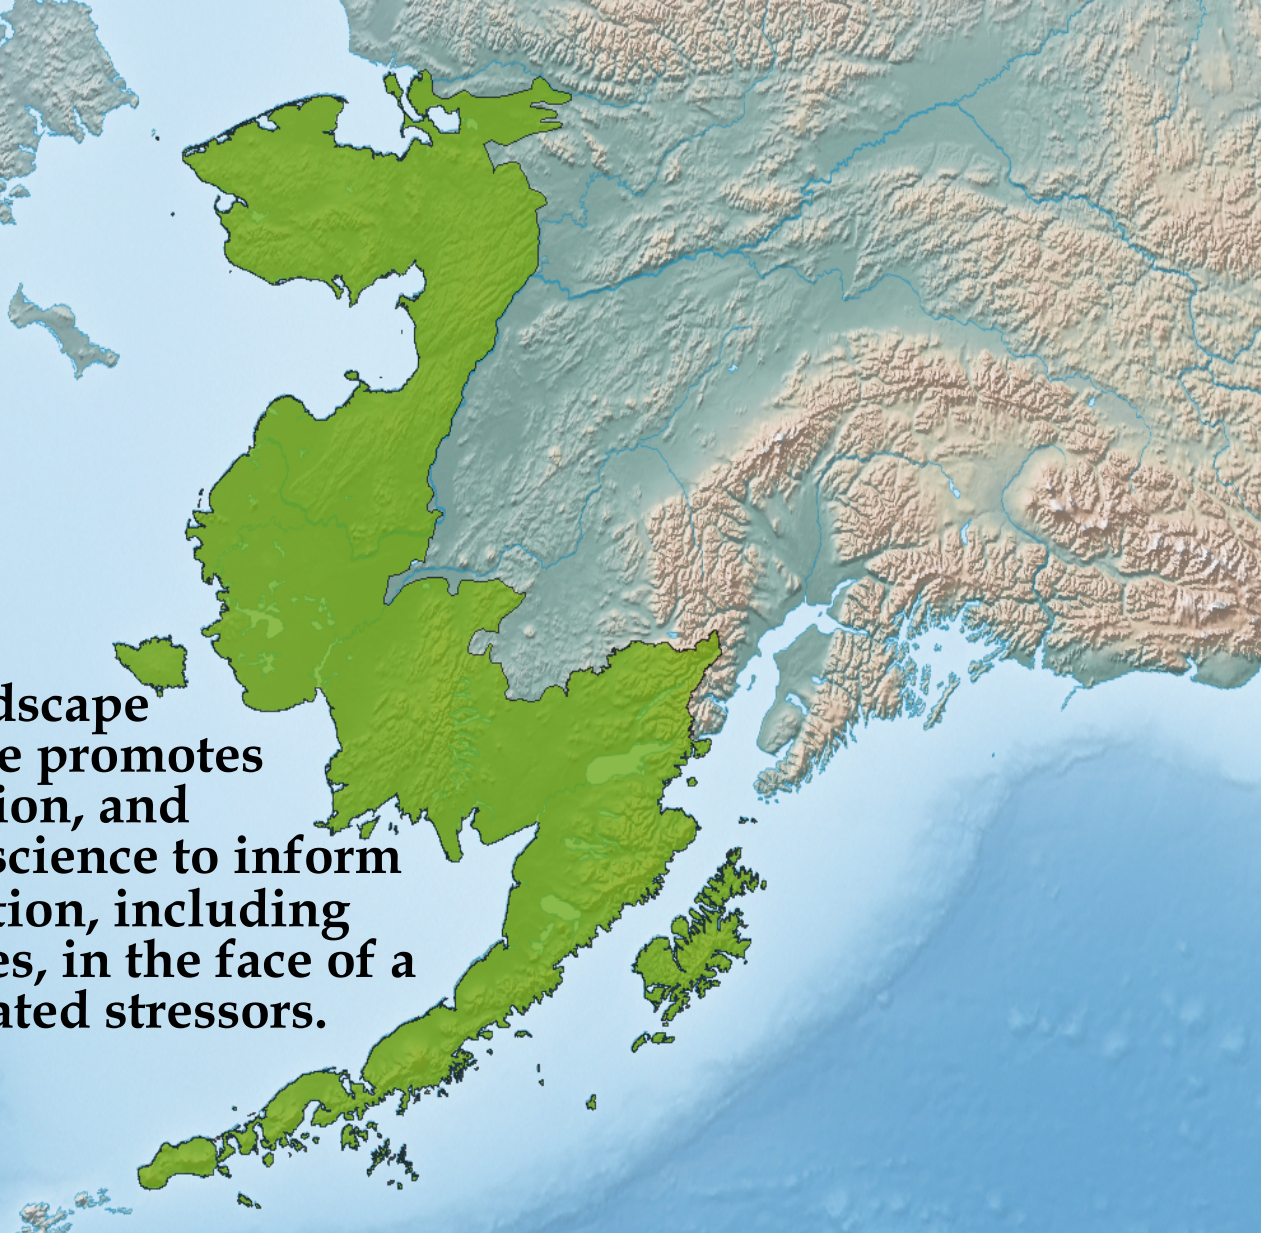 dscape
e promotes
ion, and
science to inform
tion, including
es, in the face of a
ated stressors.